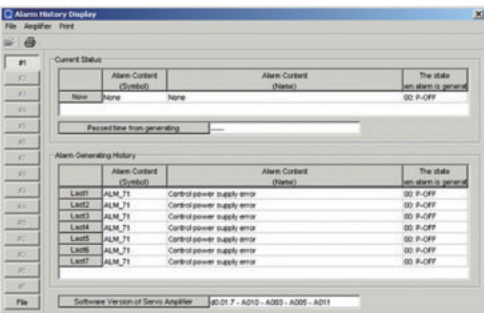 Alarm History Display
File Amplifier Print
#1
Current Status
Alarm Content
(Symbol)
Alarm Content
(Name)
The state
en alarm is generat
Now None None 00: P-OFF
Passed time from generating ------
Alarm Generating History
Alarm Content
(Symbol)
Alarm Content
(Name)
The state
en alarm is generat
Last1 ALM_71 Control power supply error 00: P-OFF
Last2 ALM_71 Control power supply error 00: P-OFF
Last3 ALM_71 Control power supply error 00: P-OFF
Last4 ALM_71 Control power supply error 00: P-OFF
Last5 ALM_71 Control power supply error 00: P-OFF
Last6 ALM_71 Control power supply error 00: P-OFF
Last7 ALM_71 Control power supply error 00: P-OFF
File
Software Version of Servo Amplifier d0.01.7 - A010 - A003 - A005 - A011